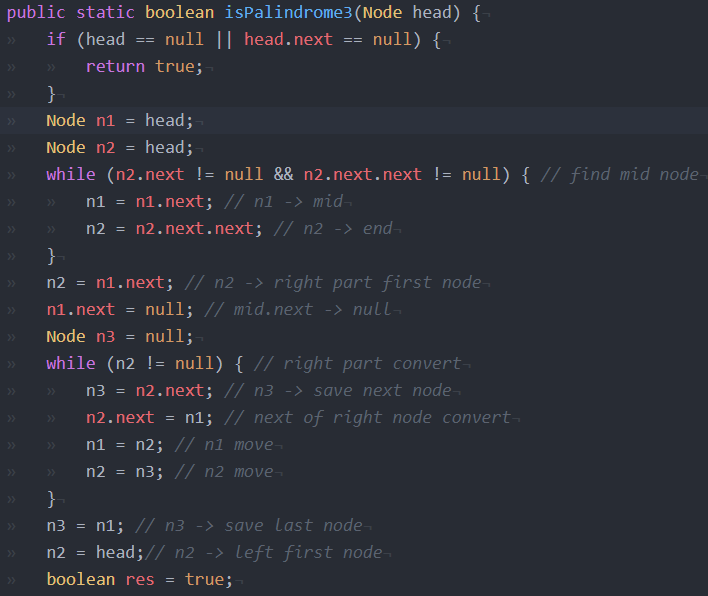 public static boolean isPalindrome3(Node head) {
if (head == null || head.next == null) {
return true;
}
Node n1 = head;
Node n2 = head;
while (n2.next != null && n2.next.next != null) { // find mid node
n1 = n1.next; // n1 -> mid
n2 = n2.next.next; // n2 -> end
}
n2 = n1.next; // n2 -> right part first node
n1.next = null; // mid.next -> null
Node n3 = null;
while (n2 != null) { // right part convert
n3 = n2.next; // n3 -> save next node
n2.next = n1; // next of right node convert
n1 = n2; // n1 move
n2 = n3; // n2 move
}
n3 = n1; // n3 -> save last node
n2 = head;// n2 -> left first node
boolean res = true;